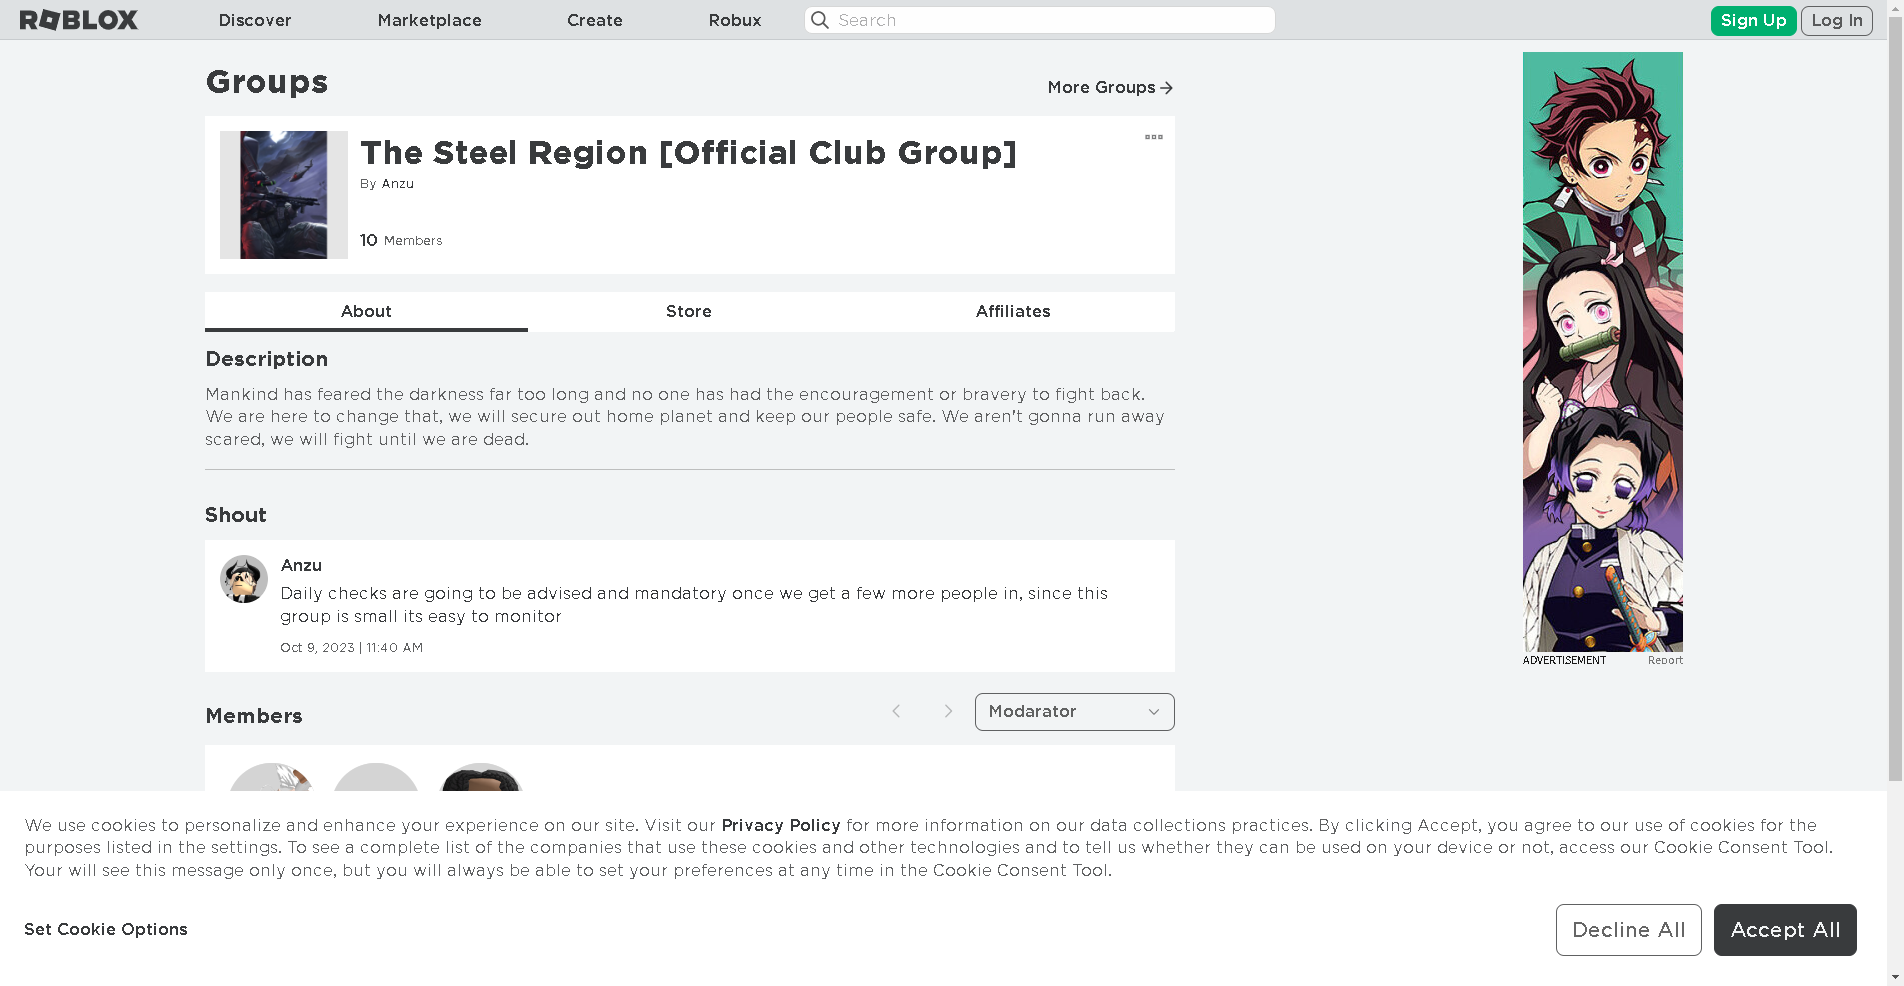 ROBLOX
Discover
Marketplace
Create
Robux
Search
Sign Up
Log In
Groups
More Groups
The Steel Region [Official Club Group]
By Anzu
10 Members
About
Store
Affiliates
Description
Mankind has feared the darkness far too long and no one has had the encouragement or bravery to fight back.
We are here to change that, we will secure out home planet and keep our people safe. We aren't gonna run away
scared, we will fight until we are dead.
Shout
Anzu
Daily checks are going to be advised and mandatory once we get a few more people in, since this
group is small its easy to monitor
Oct 9, 2023 | 11:40 AM
ADVERTISEMENT
Report
Members
Modarator
We use cookies to personalize and enhance your experience on our site. Visit our Privacy Policy for more information on our data collections practices. By clicking Accept, you agree to our use of cookies for the
purposes listed in the settings. To see a complete list of the companies that use these cookies and other technologies and to tell us whether they can be used on your device or not, access our Cookie Consent Tool.
Your will see this message only once, but you will always be able to set your preferences at any time in the Cookie Consent Tool.
Set Cookie Options
Decline All
Accept All